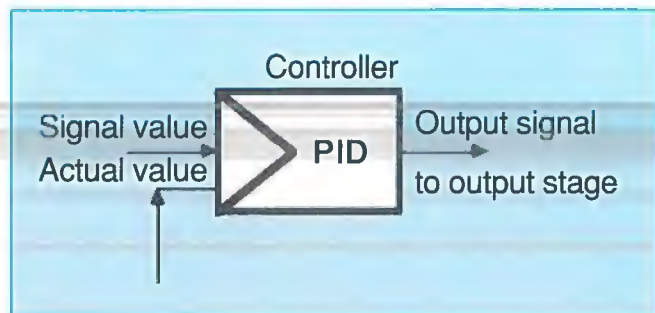 Controller
Signal value
Actual value
PID
Output signal
to output stage